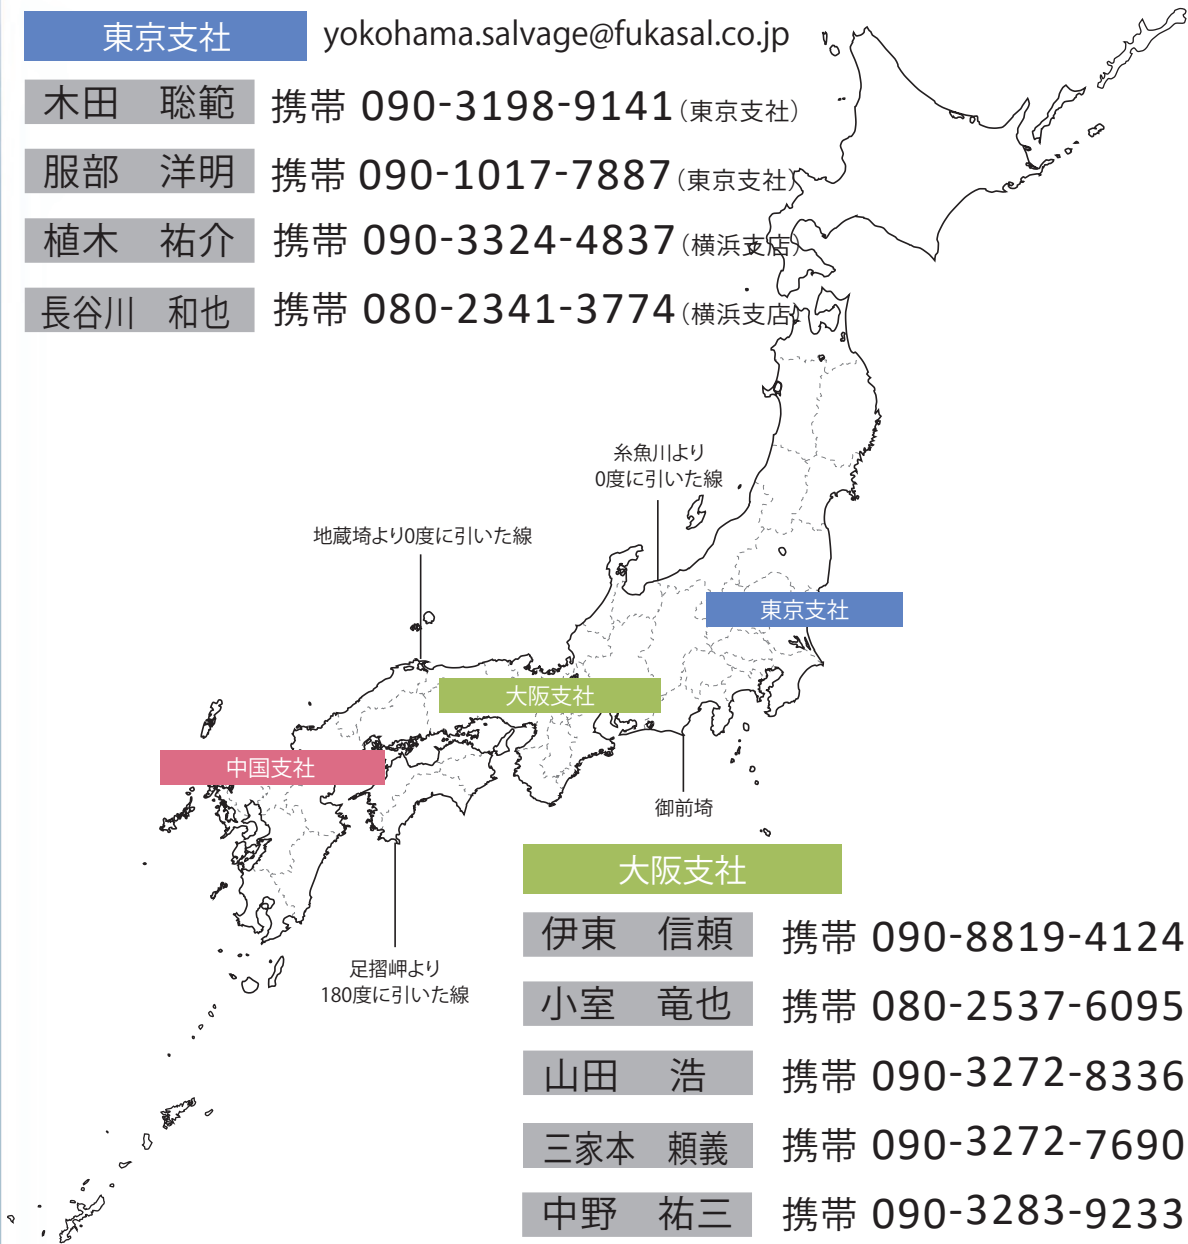 東京支社 yokohama.salvage@fukasal.co.jp
木田 聡範 携帯 090-3198-9141(東京支社)
服部 洋明 携帯 090-1017-7887(東京支社)
植木 祐介 携帯 090-3324-4837(横浜支店)
長谷川 和也 携帯 080-2341-3774(横浜支店)
糸魚川より
0度に引いた線
地蔵埼より0度に引いた線
東京支社
大阪支社
中国支社
御前埼
足摺岬より
180度に引いた線
大阪支社
伊東 信頼 携帯 090-8819-4124
小室 竜也 携帯 080-2537-6095
山田 浩 携帯 090-3272-8336
三家本 頼義 携帯 090-3272-7690
中野 祐三 携帯 090-3283-9233